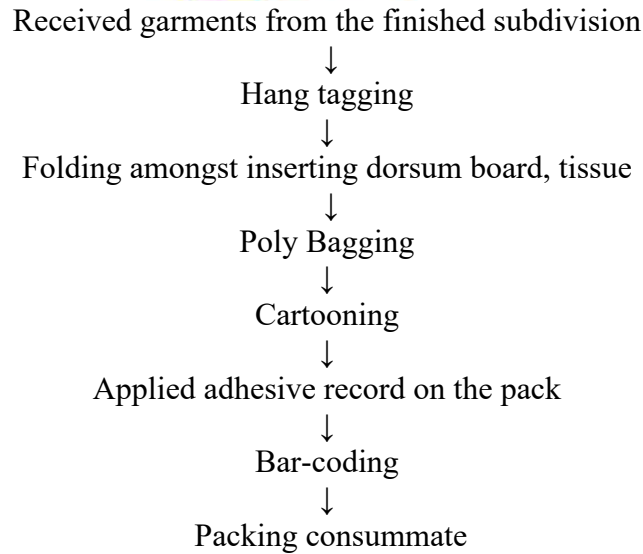 Received garments from the finished subdivision
↓
Hang tagging
↓
Folding amongst inserting dorsum board, tissue
↓
Poly Bagging
↓
Cartooning
↓
Applied adhesive record on the pack
↓
Bar-coding
↓
Packing consummate